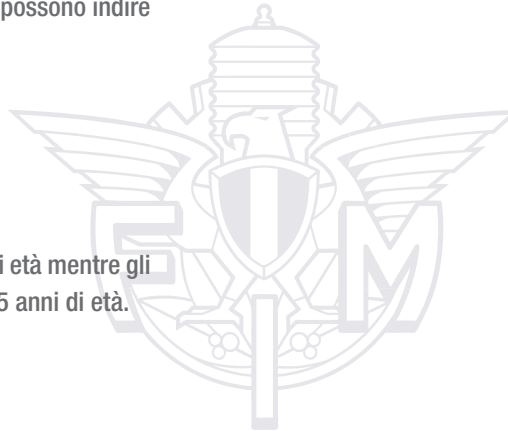 possono indire
i età mentre gli
5 anni di età.
F M I